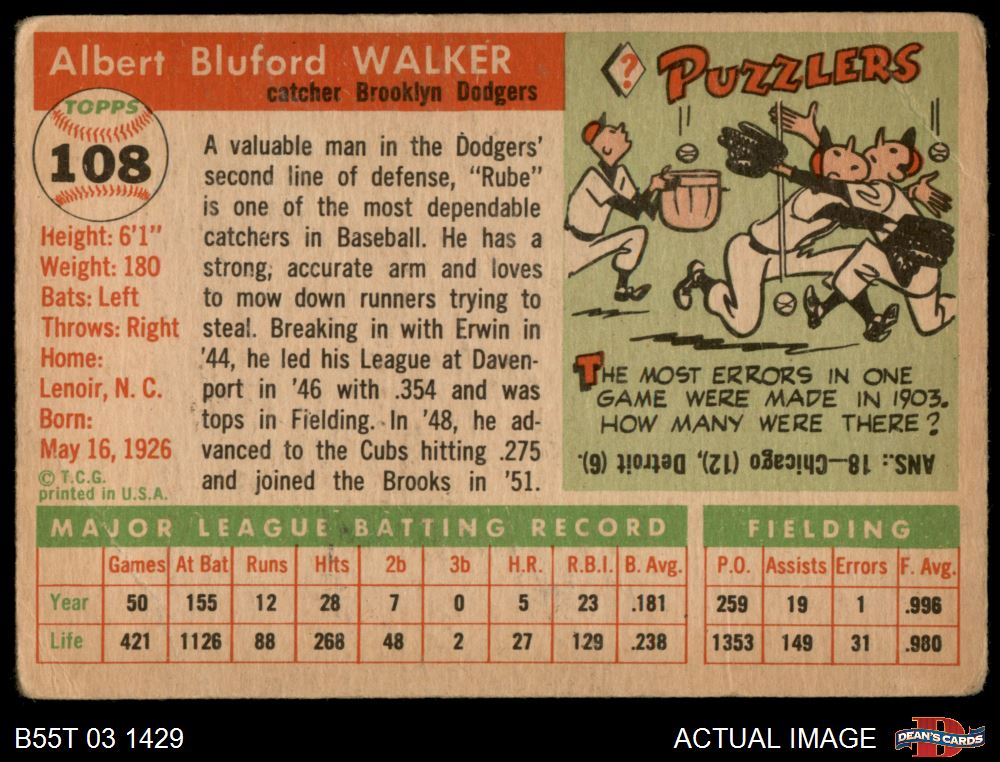 Albert Bluford WALKER
catcher Brooklyn Dodgers
TOPPS
108
Height: 6'1"
Weight: 180
Bats: Left
Throws: Right
Home:
Lenoir, N. C.
Born:
May 16, 1926
© T.C.G.
printed in U.S.A.
A valuable man in the Dodgers'
second line of defense, "Rube"
is one of the most dependable
catchers in Baseball. He has a
strong, accurate arm and loves
to mow down runners trying to
steal. Breaking in with Erwin in
'44, he led his League at Daven-
port in '46 with .354 and was
tops in Fielding. In '48, he ad-
vanced to the Cubs hitting .275
and joined the Brooks in '51.
? PUZZLERS
THE MOST ERRORS IN ONE
GAME WERE MADE IN 1903.
HOW MANY WERE THERE?
ANS.: 18—Chicago (12), Detroit (6).
MAJOR LEAGUE BATTING RECORD
Games At Bat Runs Hits 2b 3b H.R. R.B.I. B. Avg.
Year 50 155 12 28 7 0 5 23 .181
Life 421 1126 88 268 48 2 27 129 .238
FIELDING
P.O. Assists Errors F. Avg.
259 19 1 .996
1353 149 31 .980
B55T 03 1429
ACTUAL IMAGE
DEAN'S CARDS